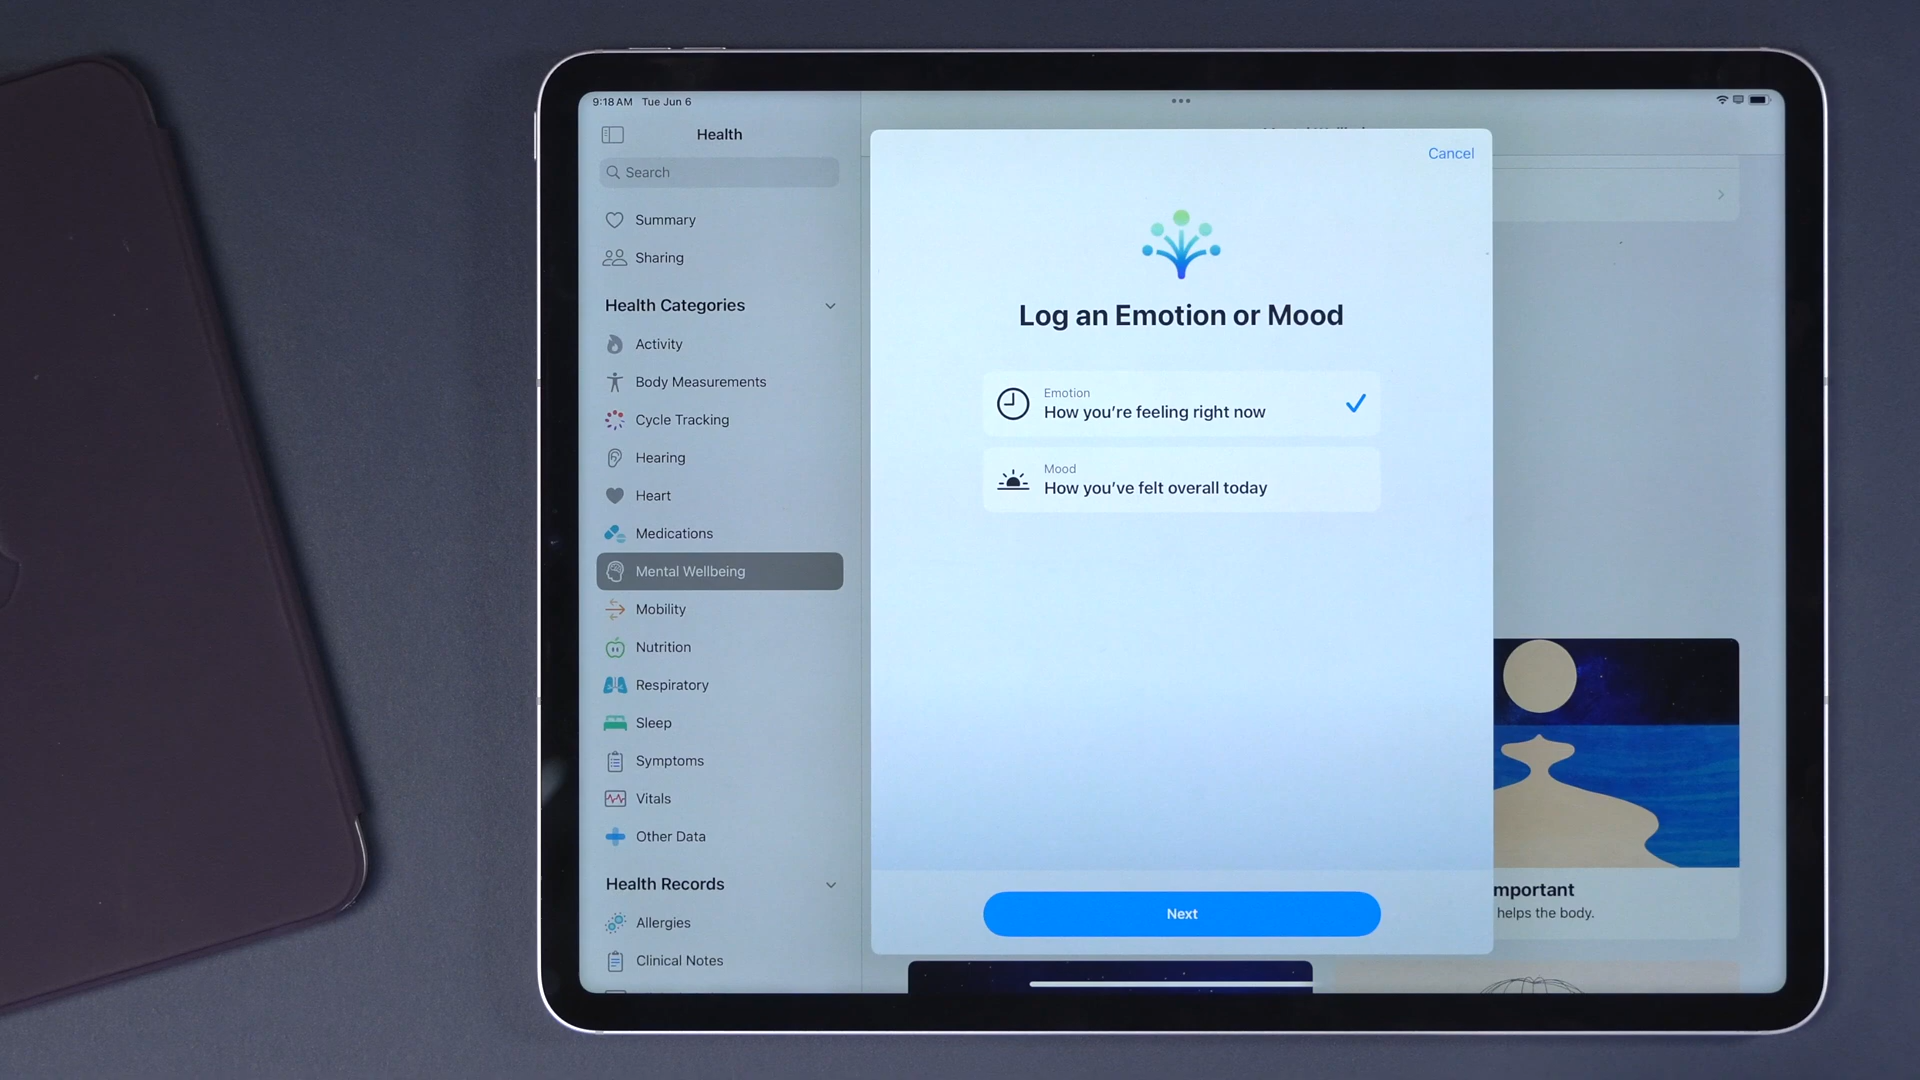 9:18 AM Tue Jun 6
Health
Search
Summary
Sharing
Health Categories
Activity
Body Measurements
Cycle Tracking
Hearing
Heart
Medications
Mental Wellbeing
Mobility
Nutrition
Respiratory
Sleep
Symptoms
Vitals
Other Data
Health Records
Allergies
Clinical Notes
Cancel
Log an Emotion or Mood
Emotion
How you're feeling right now
Mood
How you've felt overall today
Next
mportant
helps the body.